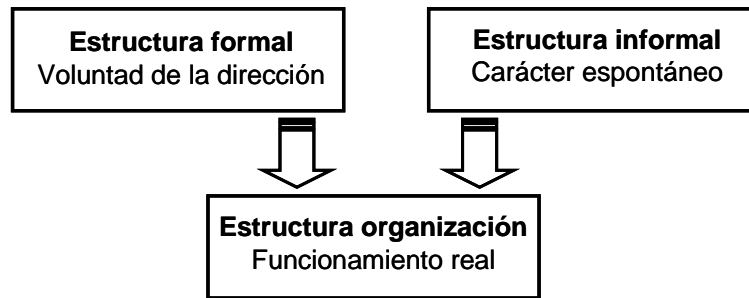 Estructura formal
Voluntad de la dirección
Estructura informal
Carácter espontáneo
Estructura organización
Funcionamiento real